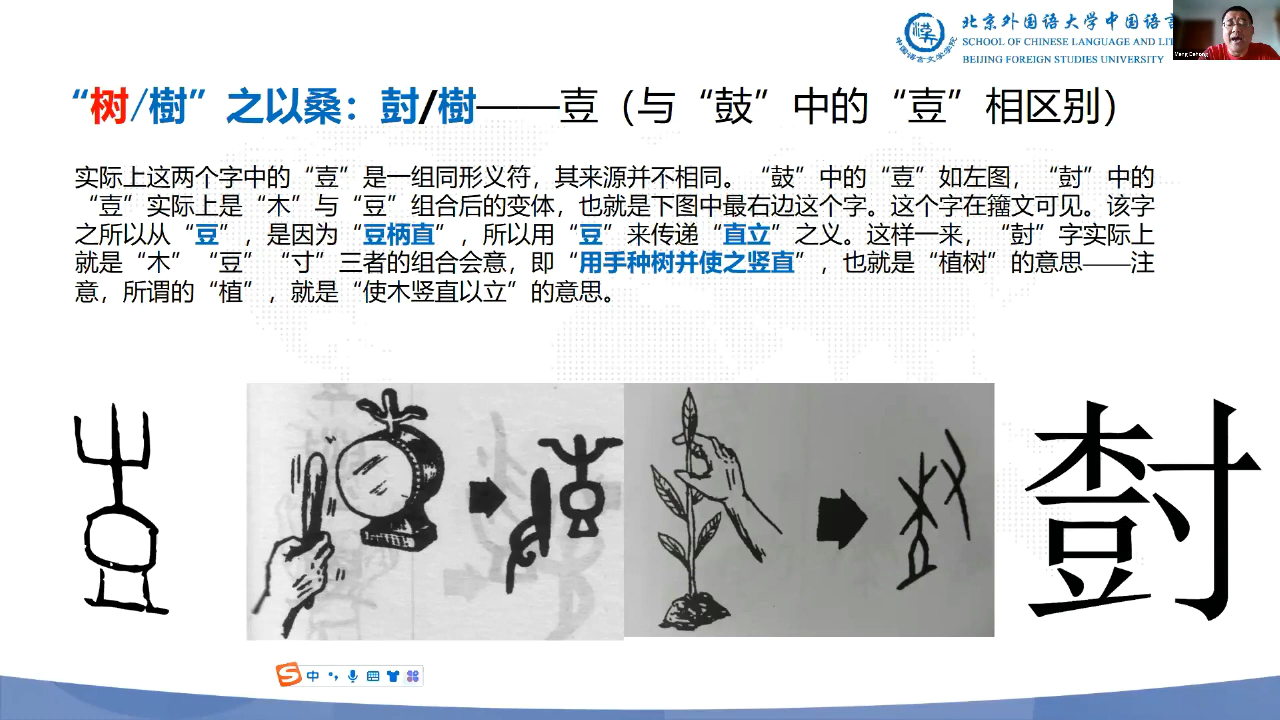 北京外国语大学中国语言
SCHOOL OF CHINESE LANGUAGE AND LI
BEIJING FOREIGN STUDIES UNIVERSITY
“树/樹”之以桑：尌/樹——壴（与“鼓”中的“壴”相区别）
实际上这两个字中的“壴”是一组同形义符，其来源并不相同。“鼓”中的“壴”如左图，“尌”中的
“壴”实际上是“木”与“豆”组合后的变体，也就是下图中最右边这个字。这个字在籀文可见。该字
之所以从“豆”，是因为“豆柄直”，所以用“豆”来传递“直立”之义。这样一来，“尌”字实际上
就是“木”“豆”“寸”三者的组合会意，即“用手种树并使之竖直”，也就是“植树”的意思——注
意，所谓的“植”，就是“使木竖直以立”的意思。
中